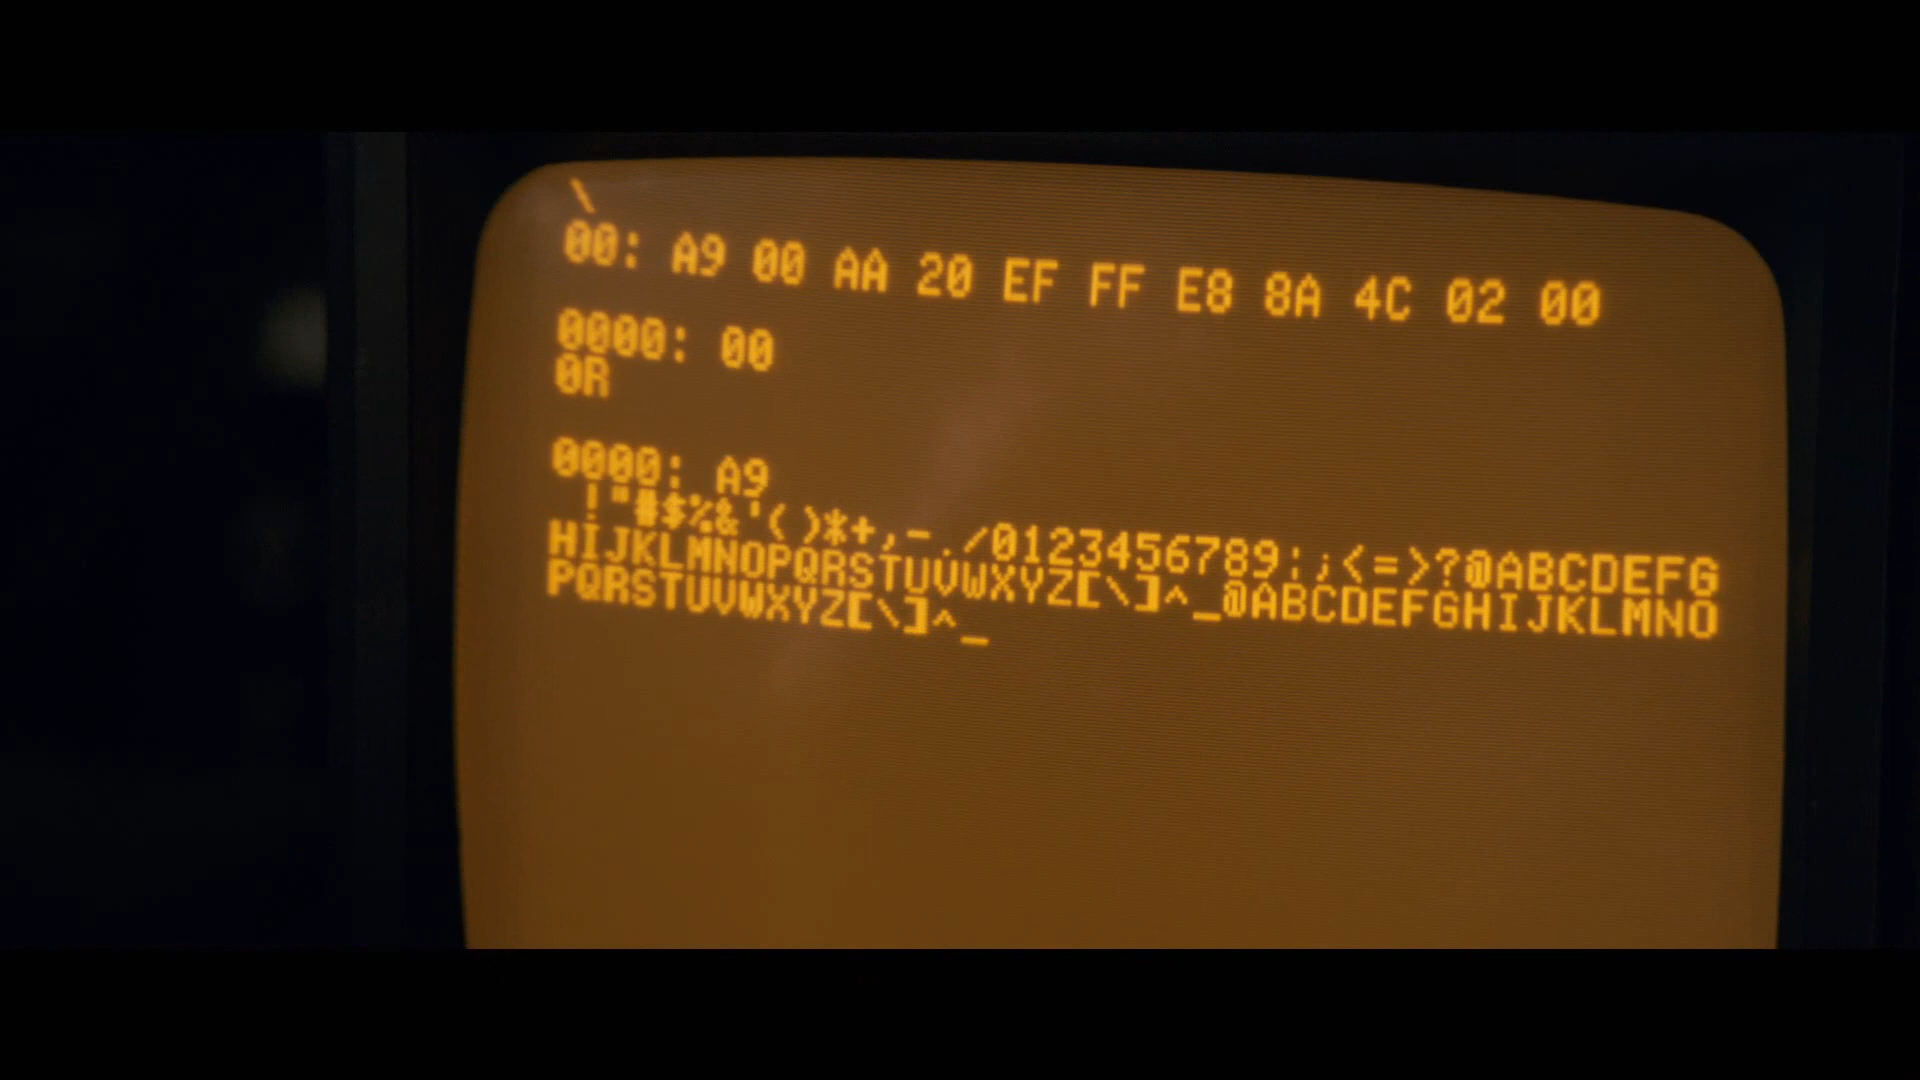 \
00: A9 00 AA 20 EF FF E8 8A 4C 02 00
0000: 00
0R
0000: A9
!"#$%&'()*+,-./0123456789:;<=>?@ABCDEFG
HIJKLMNOPQRSTUVWXYZ[\]^_@ABCDEFGHIJKLMNO
PQRSTUVWXYZ[\]^_